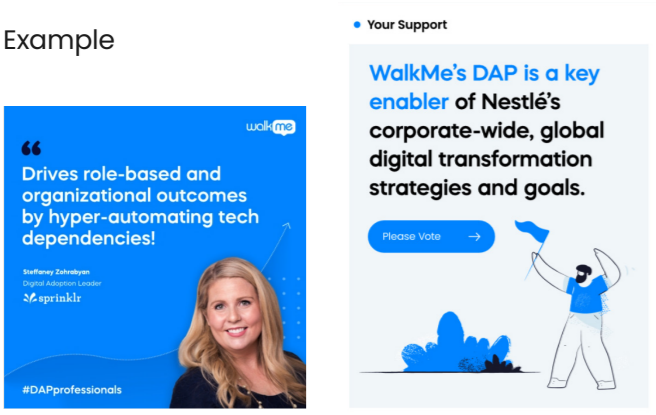 Example
walkme
“
Drives role-based and
organizational outcomes
by hyper-automating tech
dependencies!
Steffaney Zohrabyan
Digital Adoption Leader
sprinklr
#DAPprofessionals
Your Support
WalkMe’s DAP is a key
enabler of Nestlé’s
corporate-wide, global
digital transformation
strategies and goals.
Please Vote →